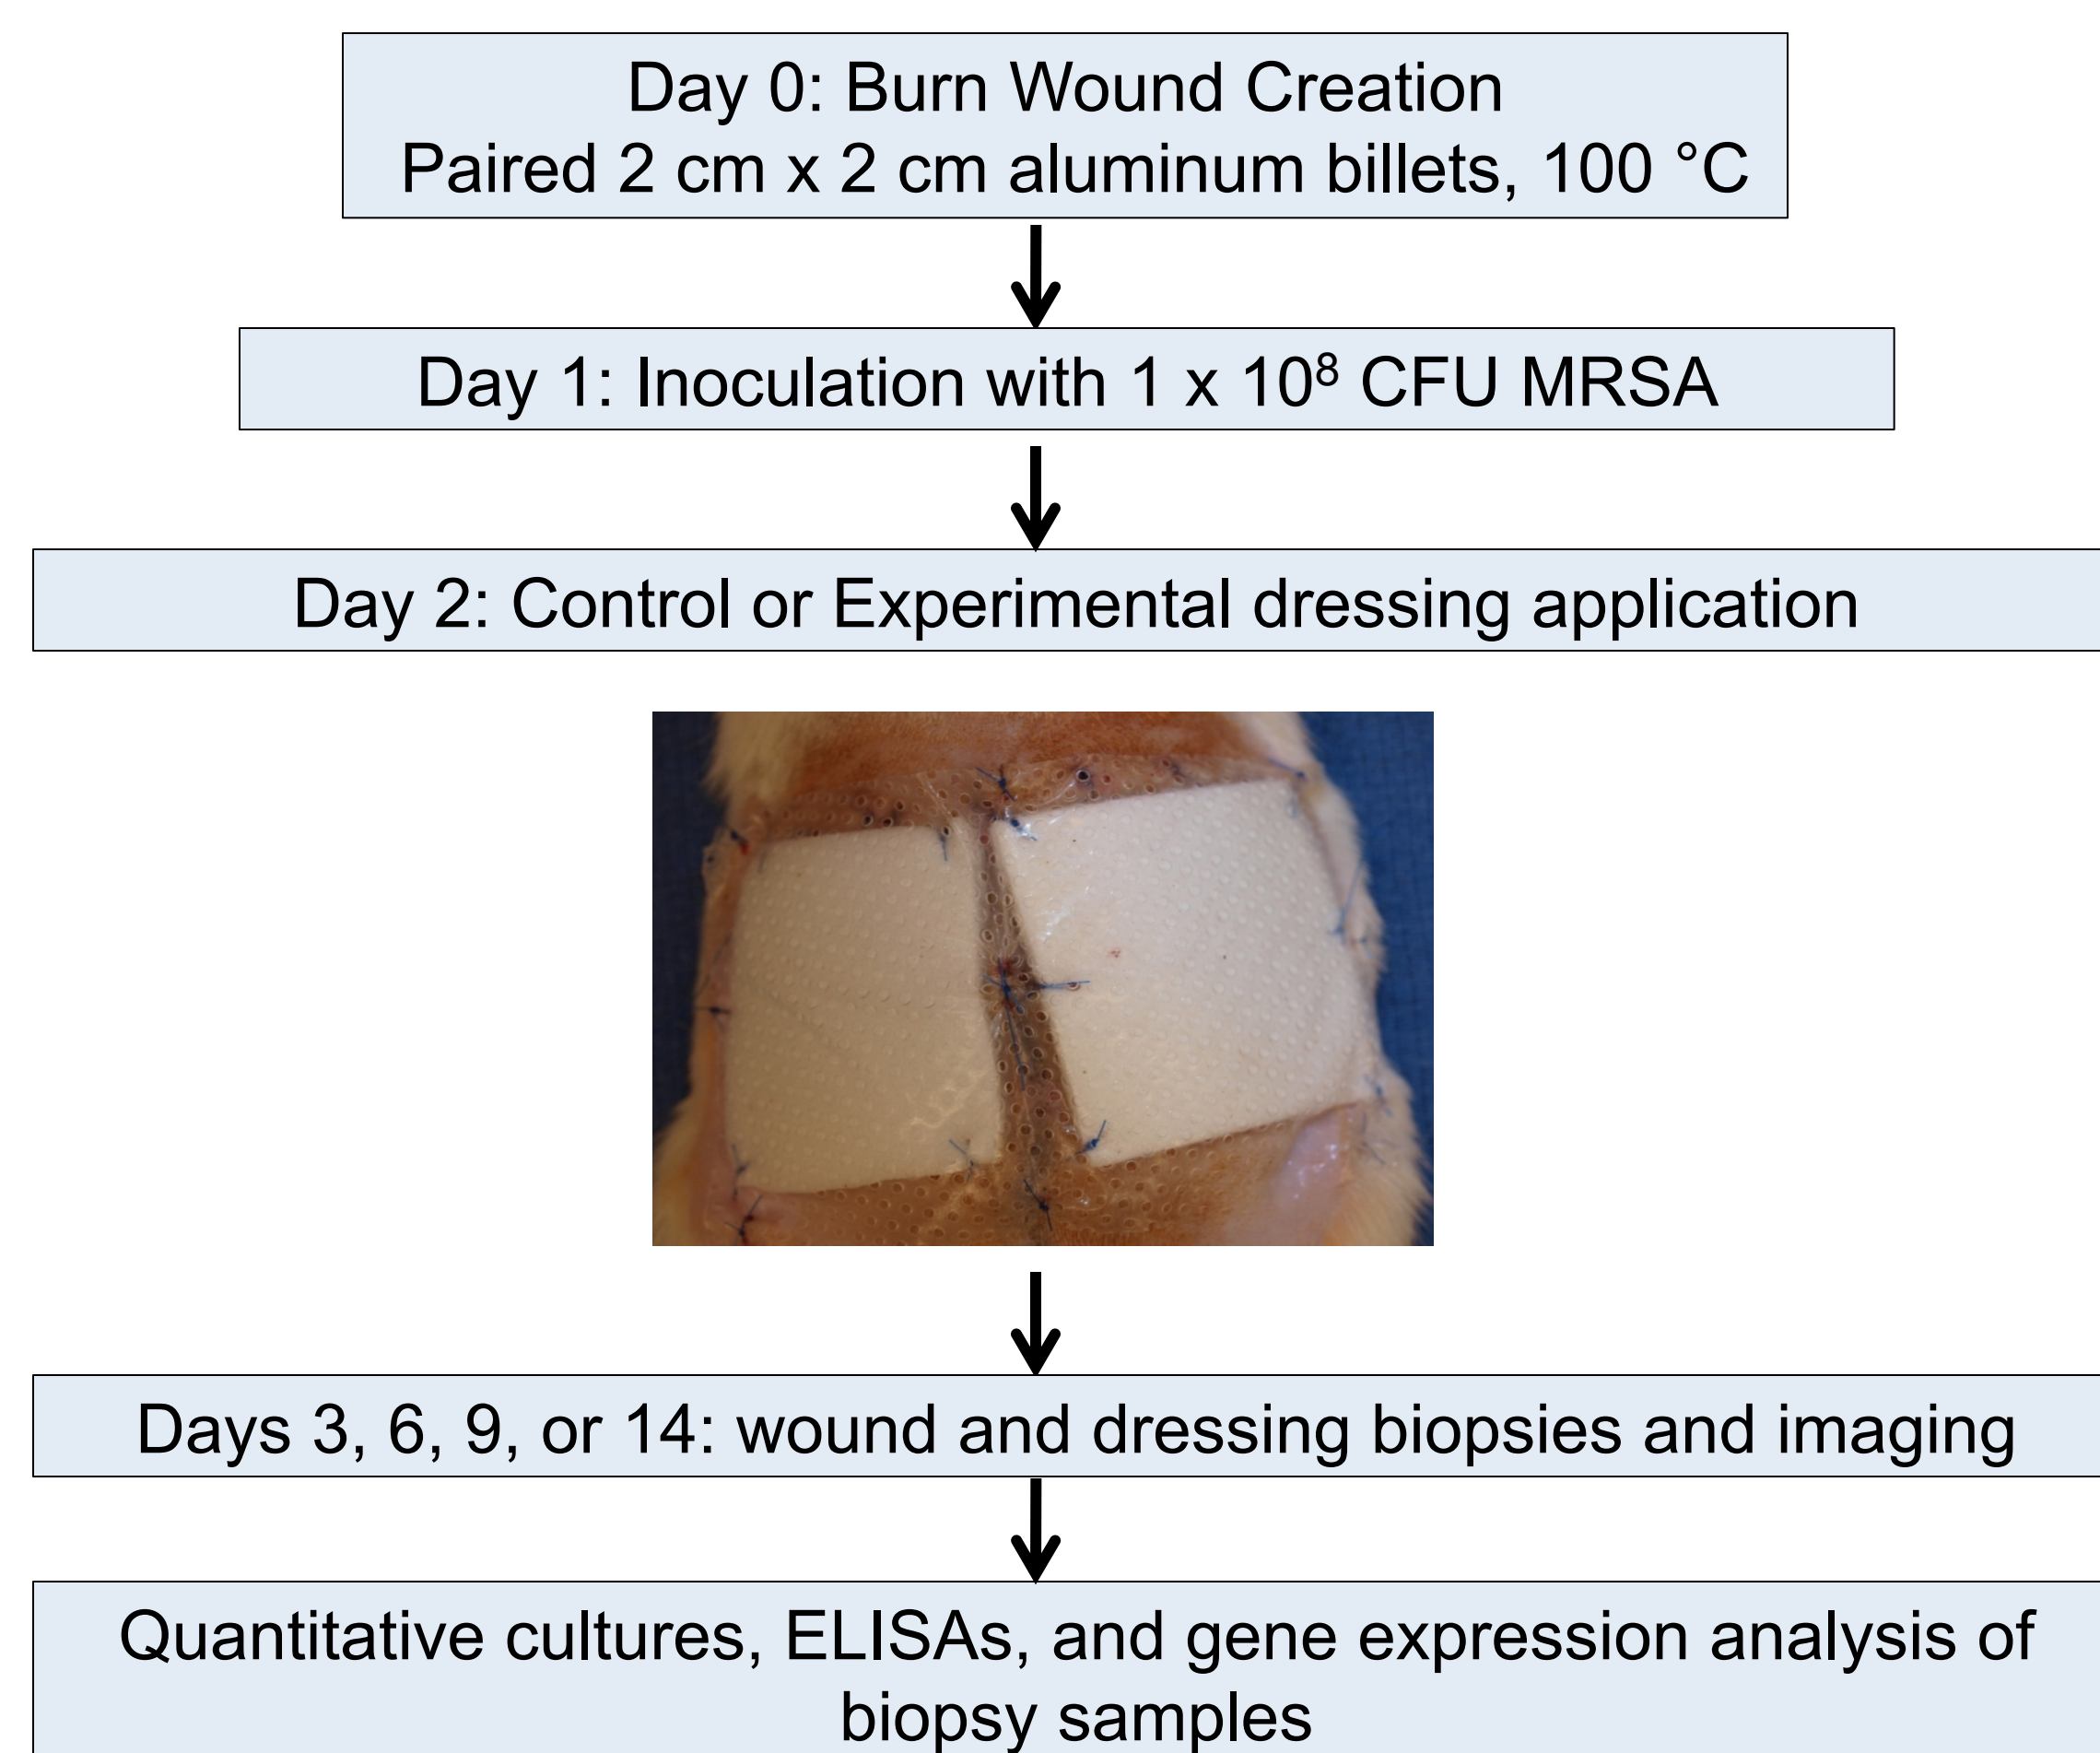 Day 0: Burn Wound Creation
Paired 2 cm x 2 cm aluminum billets, 100 °C
Day 1: Inoculation with 1 x 10⁸ CFU MRSA
Day 2: Control or Experimental dressing application
Days 3, 6, 9, or 14: wound and dressing biopsies and imaging
Quantitative cultures, ELISAs, and gene expression analysis of
biopsy samples